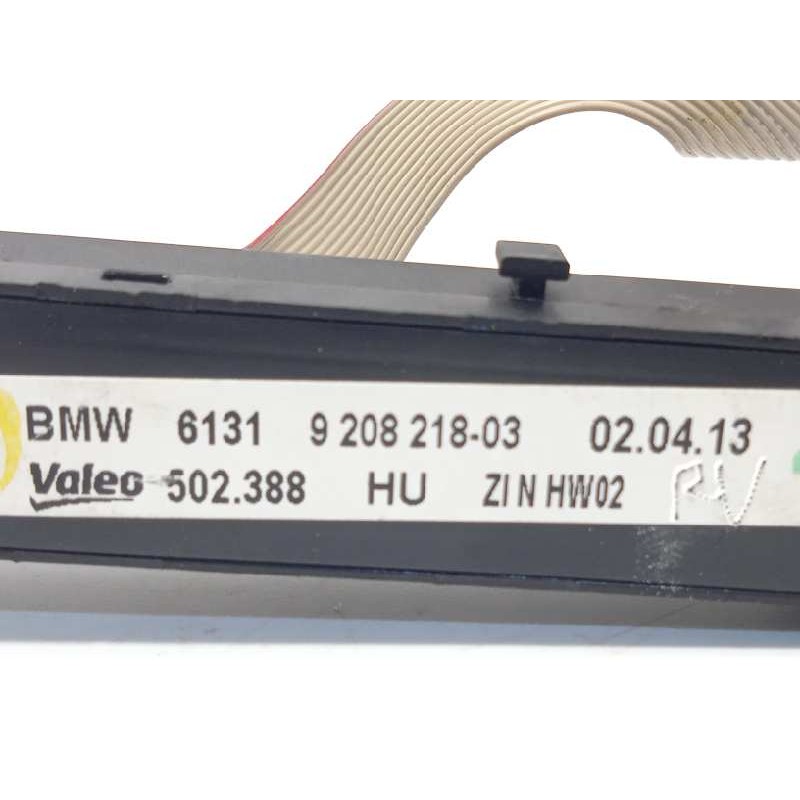 BMW 6131 9 208 218-03 02.04.13
Valeo 502.388 HU ZI N HW02